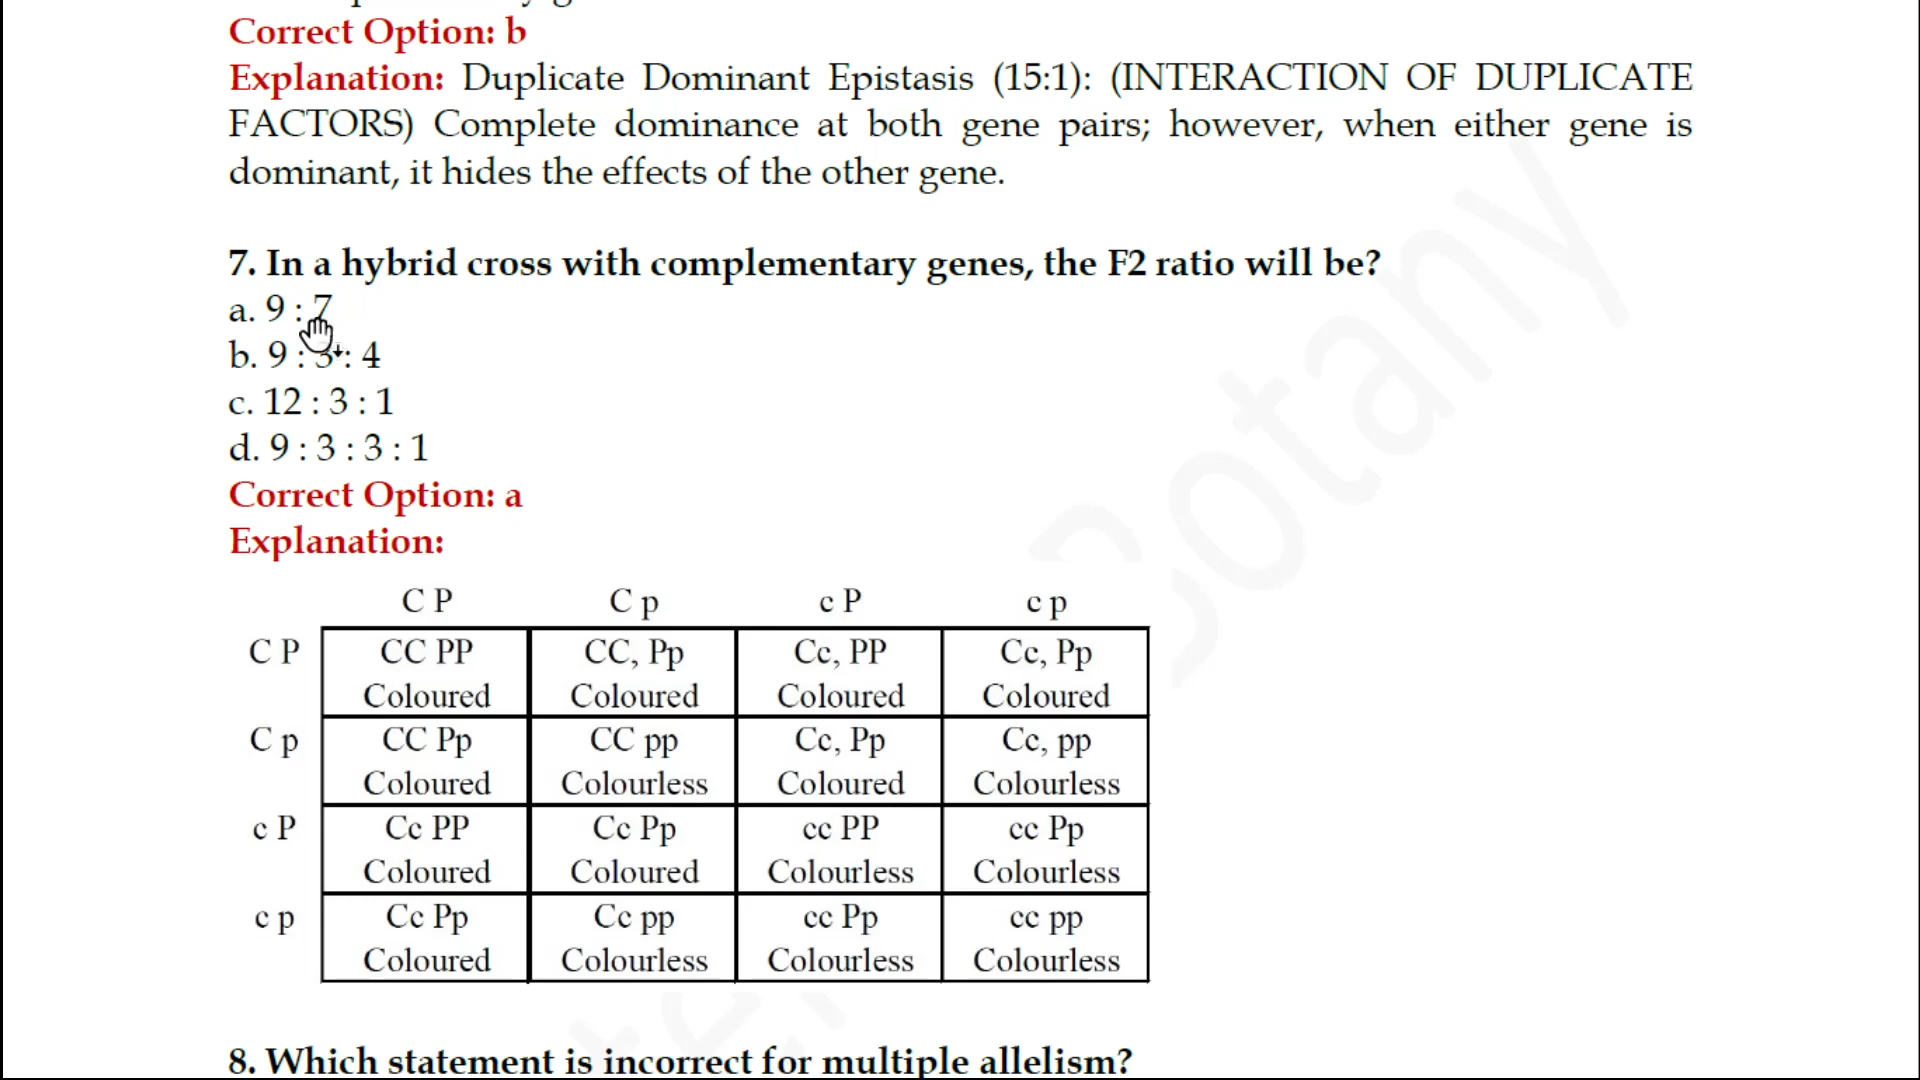 Correct Option: b
Explanation: Duplicate Dominant Epistasis (15:1): (INTERACTION OF DUPLICATE
FACTORS) Complete dominance at both gene pairs; however, when either gene is
dominant, it hides the effects of the other gene.
7. In a hybrid cross with complementary genes, the F2 ratio will be?
a. 9 : 7
b. 9 : 3 : 4
c. 12 : 3 : 1
d. 9 : 3 : 3 : 1
Correct Option: a
Explanation:
C P C p c P c p
C P CC PP CC, Pp Cc, PP Cc, Pp
Coloured Coloured Coloured Coloured
C p CC Pp CC pp Cc, Pp Cc, pp
Coloured Colourless Coloured Colourless
c P Cc PP Cc Pp cc PP cc Pp
Coloured Coloured Colourless Colourless
c p Cc Pp Cc pp cc Pp cc pp
Coloured Colourless Colourless Colourless
8. Which statement is incorrect for multiple allelism?
Botany